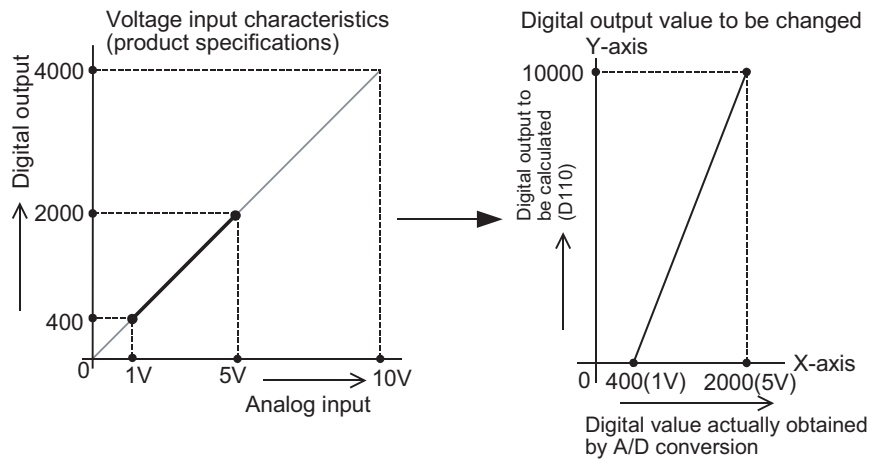 Voltage input characteristics
(product specifications)
4000
2000
400
0
1V
5V
10V
Digital output
Analog input
Digital output value to be changed
Y-axis
10000
Digital output to
be calculated
(D110)
0
400(1V)
2000(5V)
X-axis
Digital value actually obtained
by A/D conversion